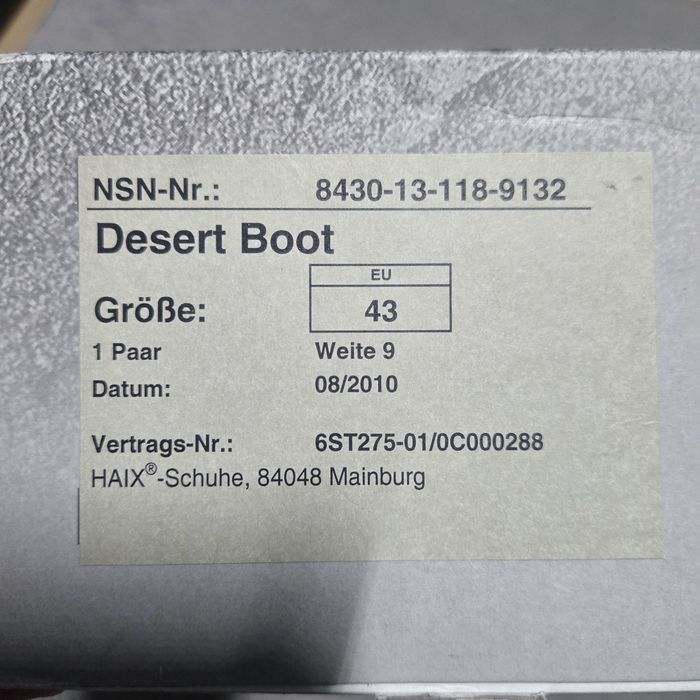 NSN-Nr.: 8430-13-118-9132
Desert Boot
EU
Größe: 43
1 Paar Weite 9
Datum: 08/2010
Vertrags-Nr.: 6ST275-01/0C000288
HAIX®-Schuhe, 84048 Mainburg